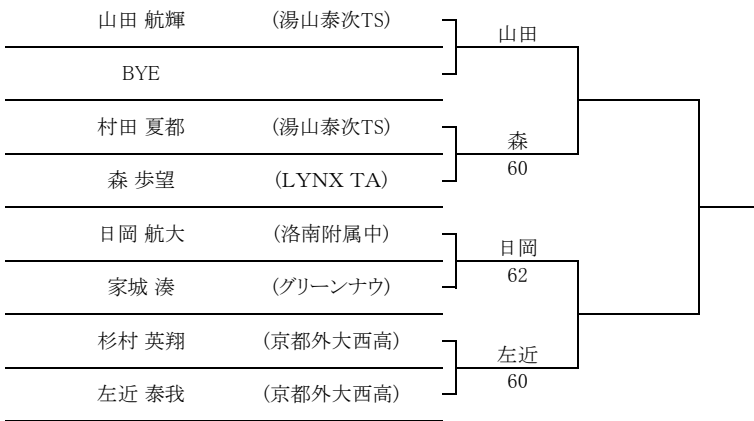 山田 航輝 (湯山泰次TS)
山田
BYE
村田 夏都 (湯山泰次TS)
森
60
森 歩望 (LYNX TA)
日岡 航大 (洛南附属中)
日岡
62
家城 湊 (グリーンナウ)
杉村 英翔 (京都外大西高)
左近
60
左近 泰我 (京都外大西高)